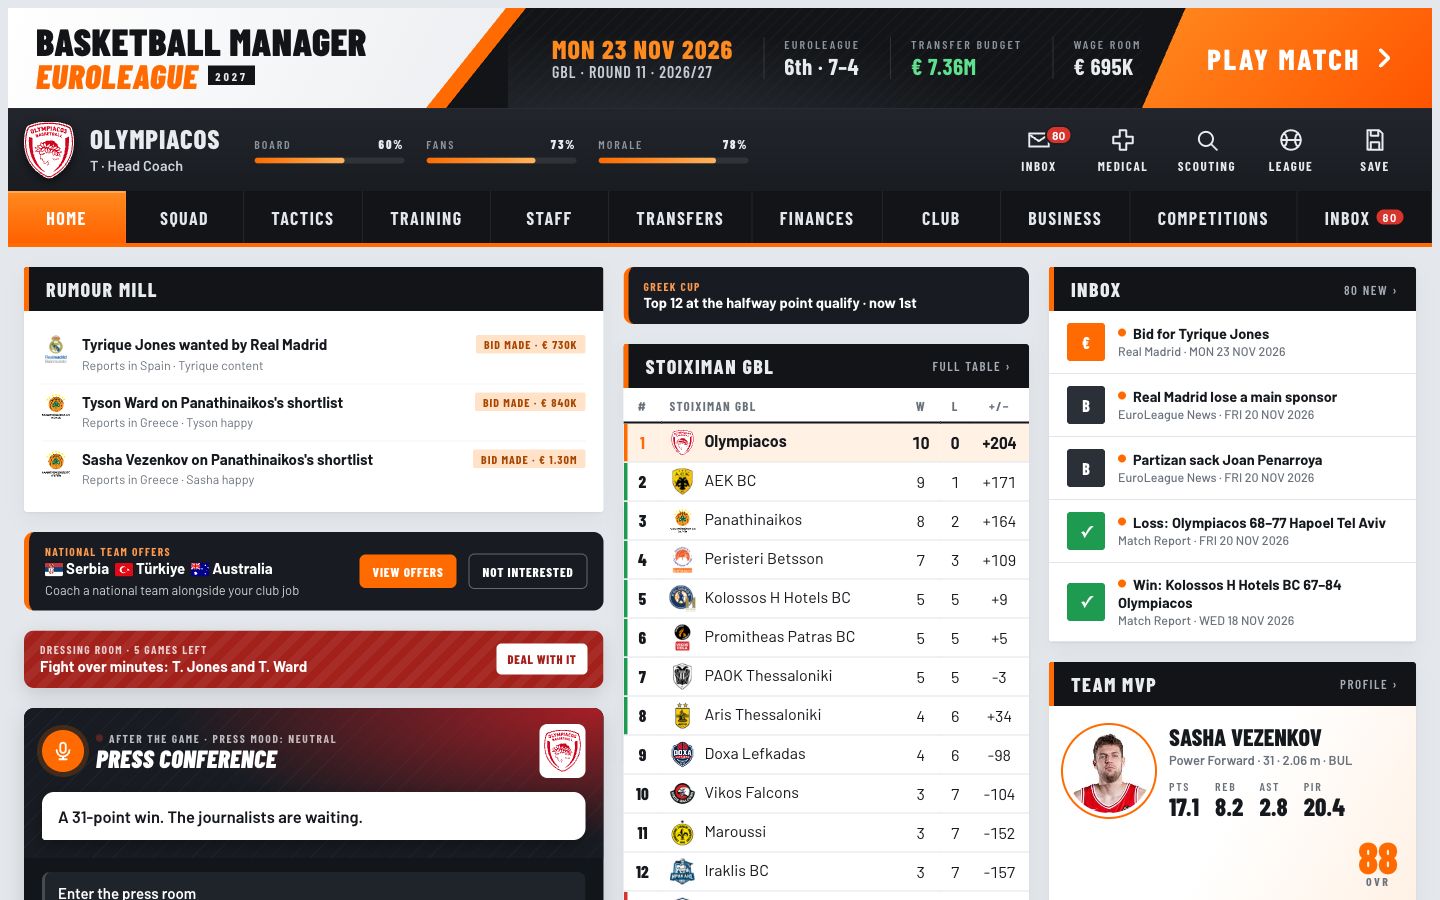 BASKETBALL MANAGER
EUROLEAGUE 2027
MON 23 NOV 2026
GBL · ROUND 11 · 2026/27
EUROLEAGUE
6th · 7–4
TRANSFER BUDGET
€ 7.36M
WAGE ROOM
€ 695K
PLAY MATCH
OLYMPIACOS
T · Head Coach
BOARD 60%
FANS 73%
MORALE 78%
80
INBOX
MEDICAL
SCOUTING
LEAGUE
SAVE
HOME
SQUAD
TACTICS
TRAINING
STAFF
TRANSFERS
FINANCES
CLUB
BUSINESS
COMPETITIONS
INBOX 80
RUMOUR MILL
Tyrique Jones wanted by Real Madrid
BID MADE · € 730K
Reports in Spain · Tyrique content
Tyson Ward on Panathinaikos's shortlist
BID MADE · € 840K
Reports in Greece · Tyson happy
Sasha Vezenkov on Panathinaikos's shortlist
BID MADE · € 1.30M
Reports in Greece · Sasha happy
NATIONAL TEAM OFFERS
Serbia Türkiye Australia
Coach a national team alongside your club job
VIEW OFFERS
NOT INTERESTED
DRESSING ROOM · 5 GAMES LEFT
Fight over minutes: T. Jones and T. Ward
DEAL WITH IT
AFTER THE GAME · PRESS MOOD: NEUTRAL
PRESS CONFERENCE
A 31-point win. The journalists are waiting.
Enter the press room
GREEK CUP
Top 12 at the halfway point qualify · now 1st
STOIXIMAN GBL
FULL TABLE ›
# STOIXIMAN GBL W L +/−
1 Olympiacos 10 0 +204
2 AEK BC 9 1 +171
3 Panathinaikos 8 2 +164
4 Peristeri Betsson 7 3 +109
5 Kolossos H Hotels BC 5 5 +9
6 Promitheas Patras BC 5 5 +5
7 PAOK Thessaloniki 5 5 -3
8 Aris Thessaloniki 4 6 +34
9 Doxa Lefkadas 4 6 -98
10 Vikos Falcons 3 7 -104
11 Maroussi 3 7 -152
12 Iraklis BC 3 7 -157
INBOX
80 NEW ›
€
Bid for Tyrique Jones
Real Madrid · MON 23 NOV 2026
B
Real Madrid lose a main sponsor
EuroLeague News · FRI 20 NOV 2026
B
Partizan sack Joan Penarroya
EuroLeague News · FRI 20 NOV 2026
✓
Loss: Olympiacos 68–77 Hapoel Tel Aviv
Match Report · FRI 20 NOV 2026
✓
Win: Kolossos H Hotels BC 67–84
Olympiacos
Match Report · WED 18 NOV 2026
TEAM MVP
PROFILE ›
SASHA VEZENKOV
Power Forward · 31 · 2.06 m · BUL
PTS REB AST PIR
17.1 8.2 2.8 20.4
88
OVR